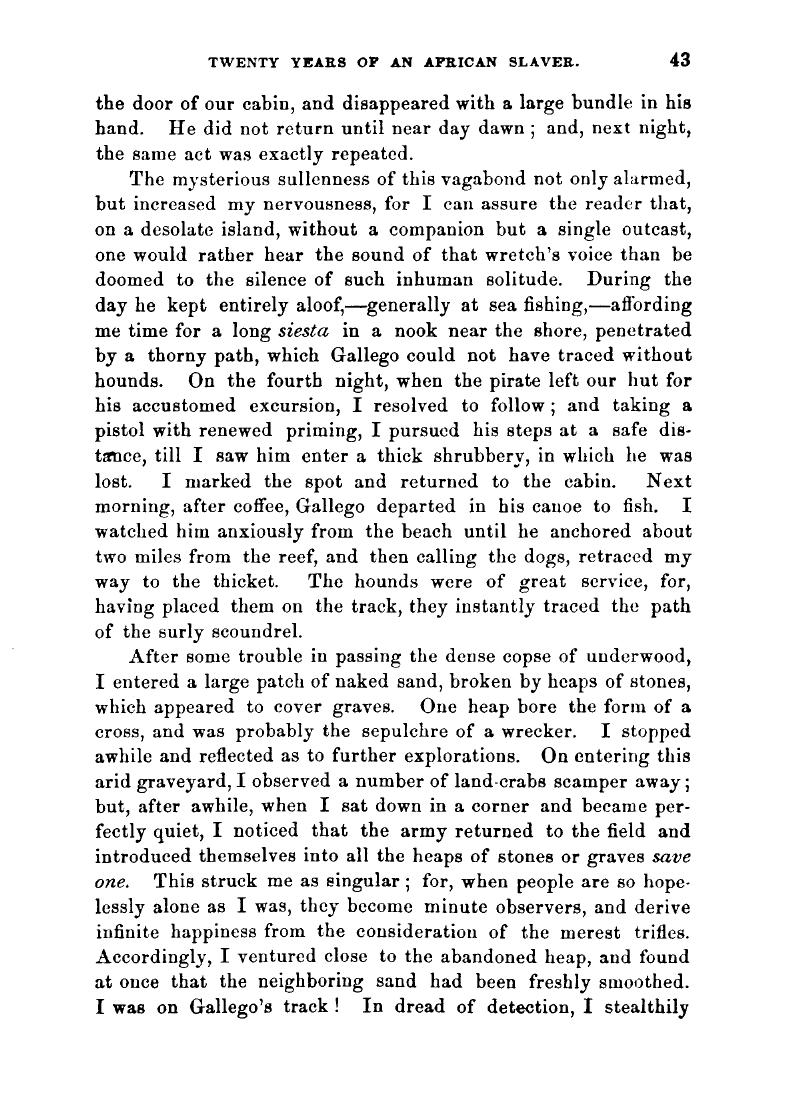 TWENTY YEARS OF AN AFRICAN SLAVER. 43
the door of our cabin, and disappeared with a large bundle in his
hand. He did not return until near day dawn ; and, next night,
the same act was exactly repeated.
The mysterious sullenness of this vagabond not only alarmed,
but increased my nervousness, for I can assure the reader that,
on a desolate island, without a companion but a single outcast,
one would rather hear the sound of that wretch's voice than be
doomed to the silence of such inhuman solitude. During the
day he kept entirely aloof,—generally at sea fishing,—affording
me time for a long siesta in a nook near the shore, penetrated
by a thorny path, which Gallego could not have traced without
hounds. On the fourth night, when the pirate left our hut for
his accustomed excursion, I resolved to follow ; and taking a
pistol with renewed priming, I pursued his steps at a safe dis-
tance, till I saw him enter a thick shrubbery, in which he was
lost. I marked the spot and returned to the cabin. Next
morning, after coffee, Gallego departed in his canoe to fish. I
watched him anxiously from the beach until he anchored about
two miles from the reef, and then calling the dogs, retraced my
way to the thicket. The hounds were of great service, for,
having placed them on the track, they instantly traced the path
of the surly scoundrel.
After some trouble in passing the dense copse of underwood,
I entered a large patch of naked sand, broken by heaps of stones,
which appeared to cover graves. One heap bore the form of a
cross, and was probably the sepulchre of a wrecker. I stopped
awhile and reflected as to further explorations. On entering this
arid graveyard, I observed a number of land-crabs scamper away ;
but, after awhile, when I sat down in a corner and became per-
fectly quiet, I noticed that the army returned to the field and
introduced themselves into all the heaps of stones or graves save
one. This struck me as singular ; for, when people are so hope-
lessly alone as I was, they become minute observers, and derive
infinite happiness from the consideration of the merest trifles.
Accordingly, I ventured close to the abandoned heap, and found
at once that the neighboring sand had been freshly smoothed.
I was on Gallego's track ! In dread of detection, I stealthily